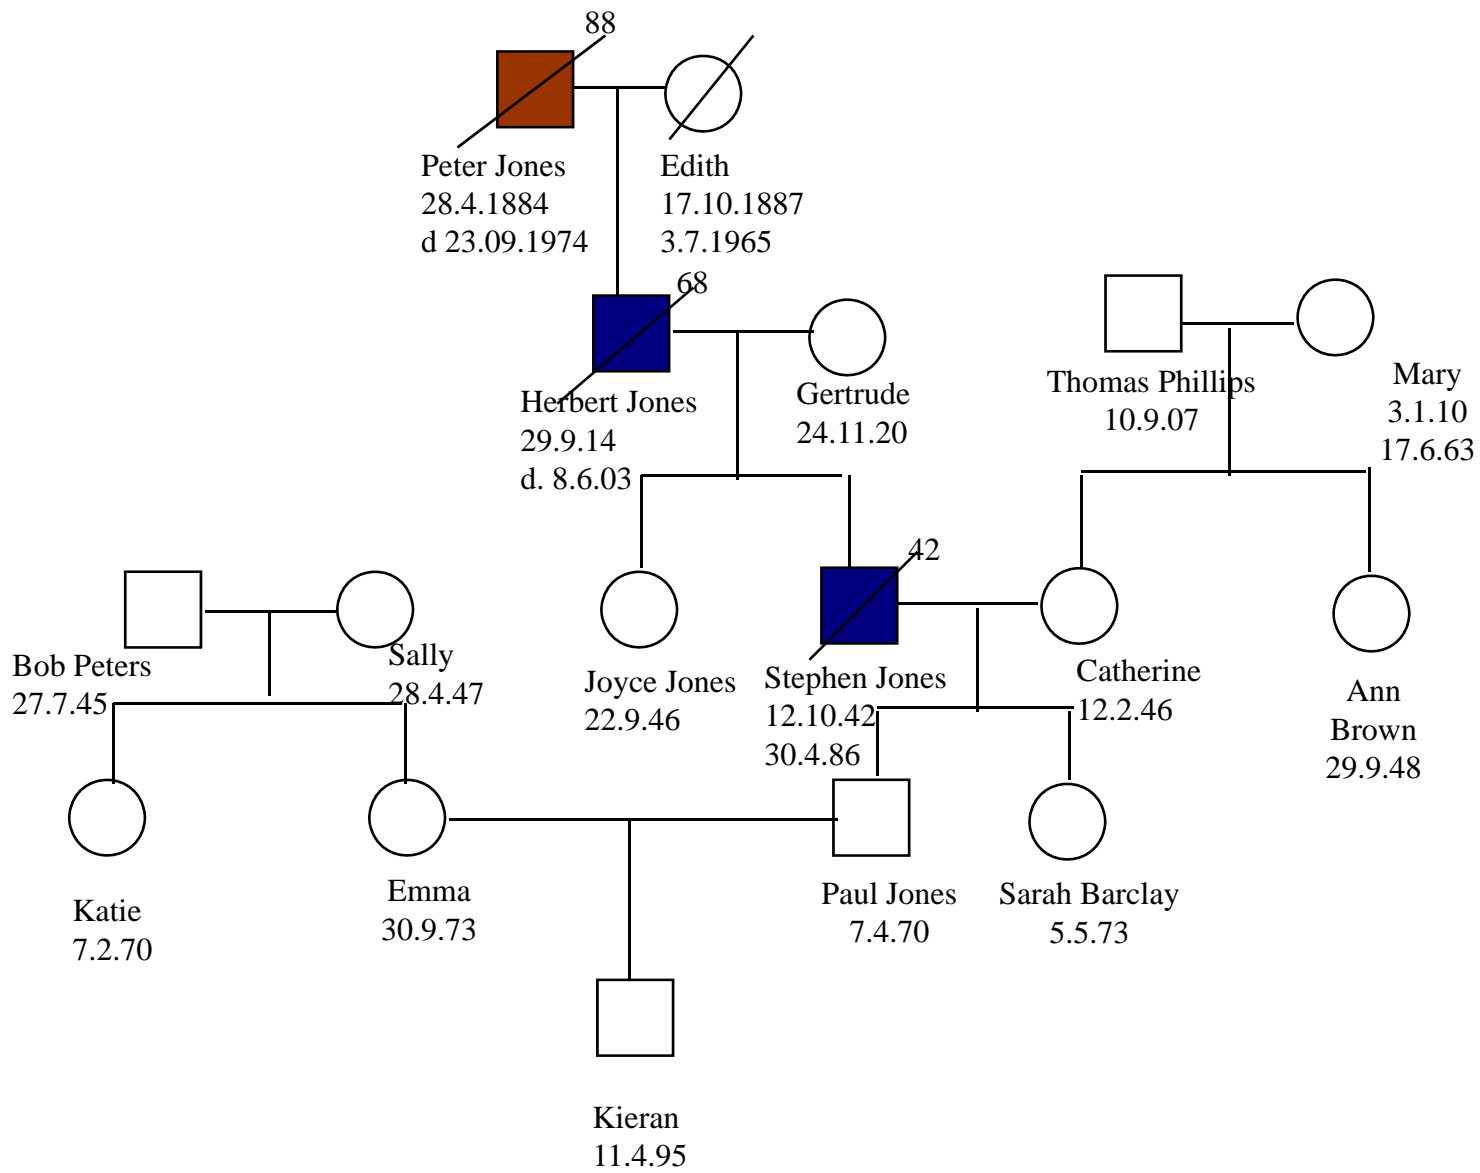 88
Peter Jones
28.4.1884
d 23.09.1974
Edith
17.10.1887
3.7.1965
68
Herbert Jones
29.9.14
d. 8.6.03
Gertrude
24.11.20
Thomas Phillips
10.9.07
Mary
3.1.10
17.6.63
Bob Peters
27.7.45
Sally
28.4.47
Joyce Jones
22.9.46
42
Stephen Jones
12.10.42
30.4.86
Catherine
12.2.46
Ann
Brown
29.9.48
Katie
7.2.70
Emma
30.9.73
Paul Jones
7.4.70
Sarah Barclay
5.5.73
Kieran
11.4.95